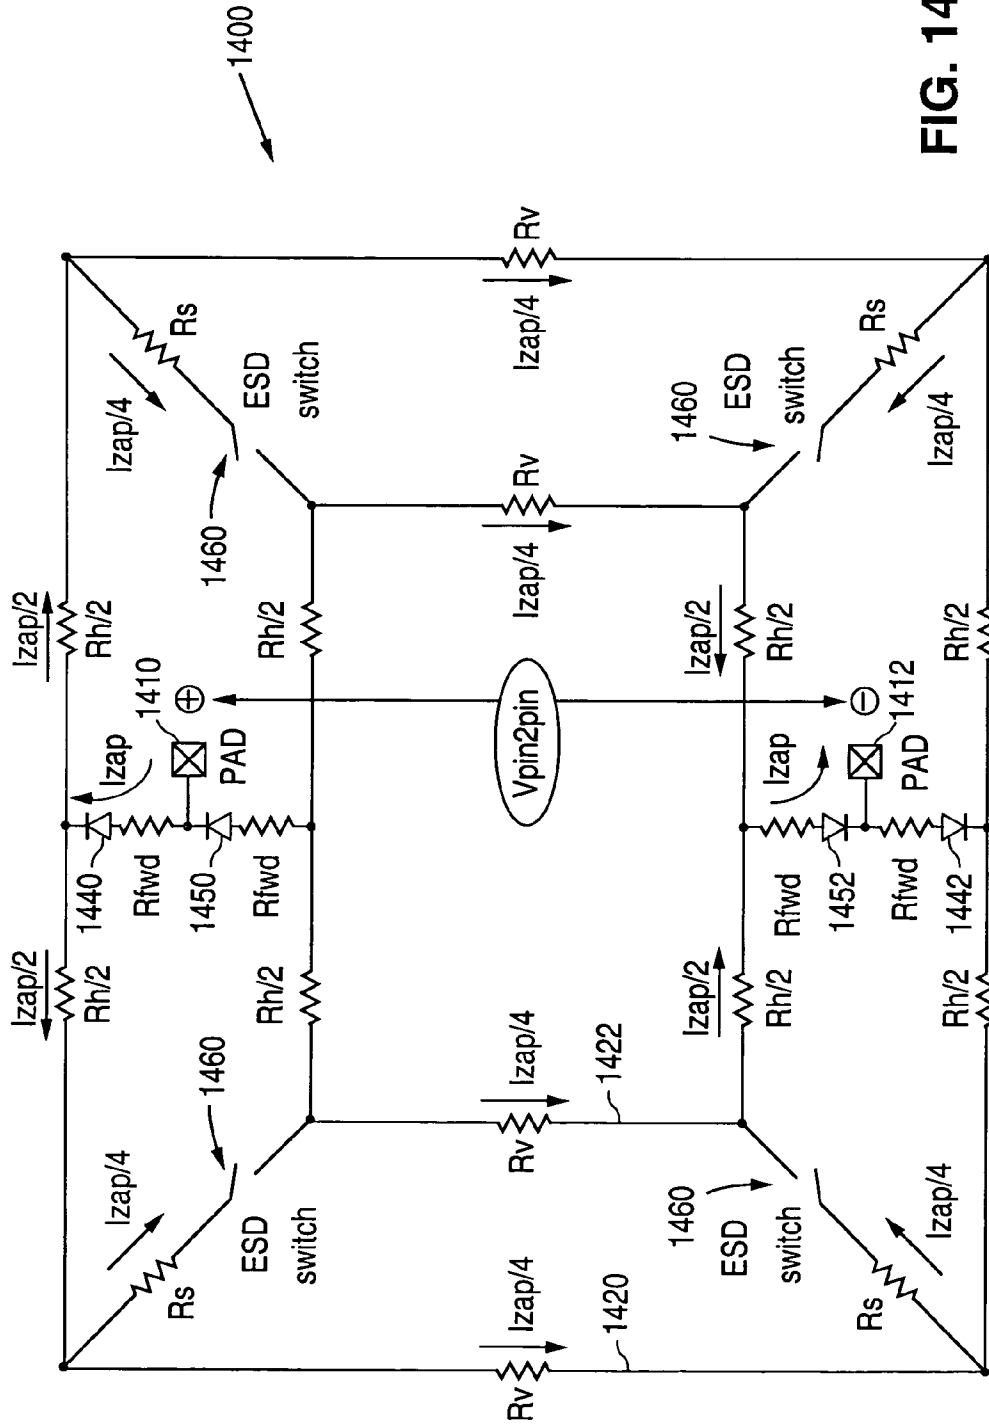 1400
FIG. 14
Izap/2
Rh/2
Izap/2
Rh/2
1410
Izap
PAD
1440
Rfwd
1450
Rfwd
Izap/4
Rs
1460
ESD
switch
Izap/4
Rs
1460
ESD
switch
Rh/2
Rh/2
Rv
Izap/4
1420
Rv
Izap/4
1422
Vpin2pin
Rv
Izap/4
Rv
Izap/4
Izap/2
Rh/2
Izap/2
Rh/2
1460
ESD
switch
Rs
Izap/4
1460
ESD
switch
Rs
Izap/4
Izap
PAD
1412
Rfwd
1452
Rfwd
1442
Rh/2
Rh/2